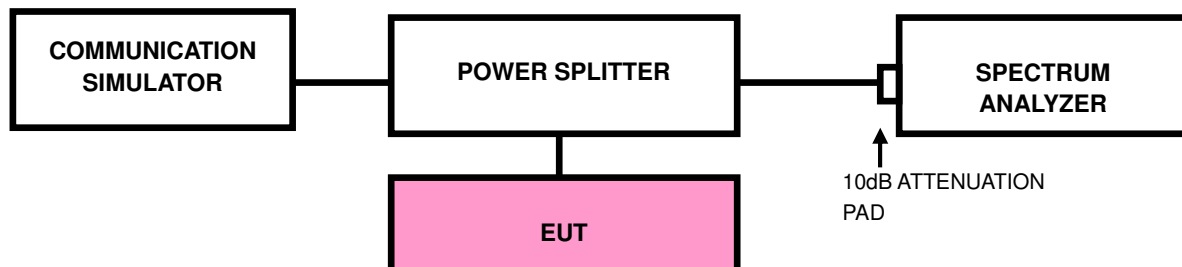 COMMUNICATION
SIMULATOR
POWER SPLITTER
SPECTRUM
ANALYZER
10dB ATTENUATION
PAD
EUT